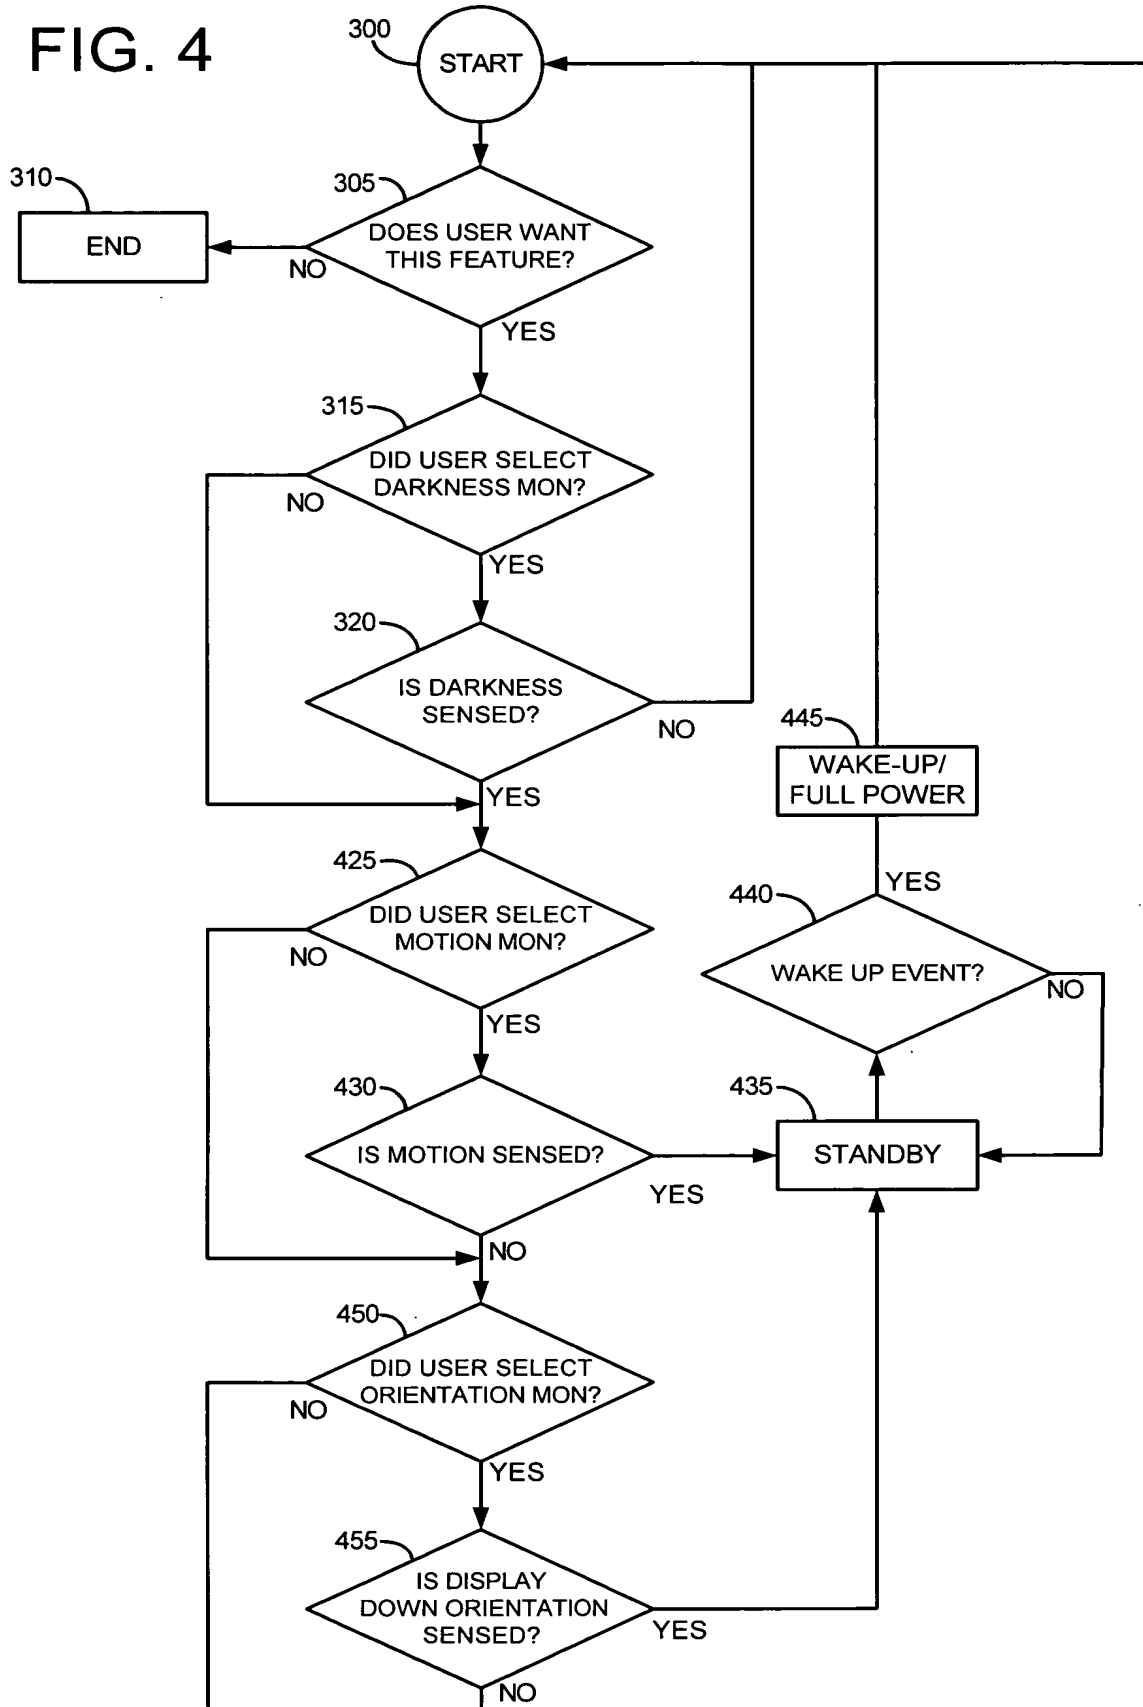 FIG. 4
300
START
310
305
END
DOES USER WANT
THIS FEATURE?
NO
YES
315
DID USER SELECT
DARKNESS MON?
NO
YES
320
IS DARKNESS
SENSED?
NO
YES
445
WAKE-UP/
FULL POWER
425
DID USER SELECT
MOTION MON?
NO
YES
YES
440
WAKE UP EVENT?
NO
430
IS MOTION SENSED?
YES
NO
435
STANDBY
450
DID USER SELECT
ORIENTATION MON?
NO
YES
455
IS DISPLAY
DOWN ORIENTATION
SENSED?
YES
NO